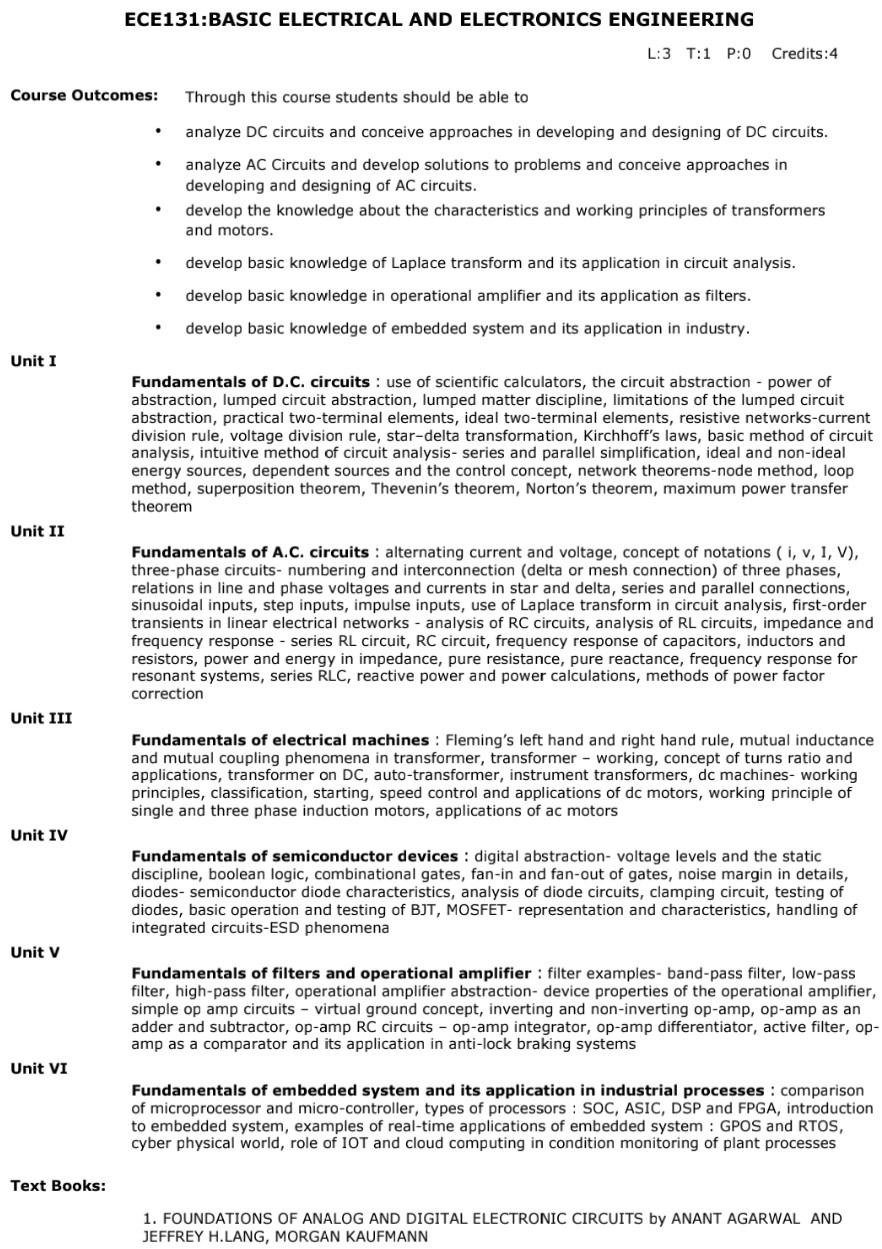 ECE131:BASIC ELECTRICAL AND ELECTRONICS ENGINEERING
L:3 T:1 P:0 Credits:4
Course Outcomes: Through this course students should be able to
• analyze DC circuits and conceive approaches in developing and designing of DC circuits.
• analyze AC Circuits and develop solutions to problems and conceive approaches in
developing and designing of AC circuits.
• develop the knowledge about the characteristics and working principles of transformers
and motors.
• develop basic knowledge of Laplace transform and its application in circuit analysis.
• develop basic knowledge in operational amplifier and its application as filters.
• develop basic knowledge of embedded system and its application in industry.
Unit I
Fundamentals of D.C. circuits : use of scientific calculators, the circuit abstraction - power of
abstraction, lumped circuit abstraction, lumped matter discipline, limitations of the lumped circuit
abstraction, practical two-terminal elements, ideal two-terminal elements, resistive networks-current
division rule, voltage division rule, star–delta transformation, Kirchhoff's laws, basic method of circuit
analysis, intuitive method of circuit analysis- series and parallel simplification, ideal and non-ideal
energy sources, dependent sources and the control concept, network theorems-node method, loop
method, superposition theorem, Thevenin's theorem, Norton's theorem, maximum power transfer
theorem
Unit II
Fundamentals of A.C. circuits : alternating current and voltage, concept of notations ( i, v, I, V),
three-phase circuits- numbering and interconnection (delta or mesh connection) of three phases,
relations in line and phase voltages and currents in star and delta, series and parallel connections,
sinusoidal inputs, step inputs, impulse inputs, use of Laplace transform in circuit analysis, first-order
transients in linear electrical networks - analysis of RC circuits, analysis of RL circuits, impedance and
frequency response - series RL circuit, RC circuit, frequency response of capacitors, inductors and
resistors, power and energy in impedance, pure resistance, pure reactance, frequency response for
resonant systems, series RLC, reactive power and power calculations, methods of power factor
correction
Unit III
Fundamentals of electrical machines : Fleming's left hand and right hand rule, mutual inductance
and mutual coupling phenomena in transformer, transformer – working, concept of turns ratio and
applications, transformer on DC, auto-transformer, instrument transformers, dc machines- working
principles, classification, starting, speed control and applications of dc motors, working principle of
single and three phase induction motors, applications of ac motors
Unit IV
Fundamentals of semiconductor devices : digital abstraction- voltage levels and the static
discipline, boolean logic, combinational gates, fan-in and fan-out of gates, noise margin in details,
diodes- semiconductor diode characteristics, analysis of diode circuits, clamping circuit, testing of
diodes, basic operation and testing of BJT, MOSFET- representation and characteristics, handling of
integrated circuits-ESD phenomena
Unit V
Fundamentals of filters and operational amplifier : filter examples- band-pass filter, low-pass
filter, high-pass filter, operational amplifier abstraction- device properties of the operational amplifier,
simple op amp circuits – virtual ground concept, inverting and non-inverting op-amp, op-amp as an
adder and subtractor, op-amp RC circuits – op-amp integrator, op-amp differentiator, active filter, op-
amp as a comparator and its application in anti-lock braking systems
Unit VI
Fundamentals of embedded system and its application in industrial processes : comparison
of microprocessor and micro-controller, types of processors : SOC, ASIC, DSP and FPGA, introduction
to embedded system, examples of real-time applications of embedded system : GPOS and RTOS,
cyber physical world, role of IOT and cloud computing in condition monitoring of plant processes
Text Books:
1. FOUNDATIONS OF ANALOG AND DIGITAL ELECTRONIC CIRCUITS by ANANT AGARWAL AND
JEFFREY H.LANG, MORGAN KAUFMANN